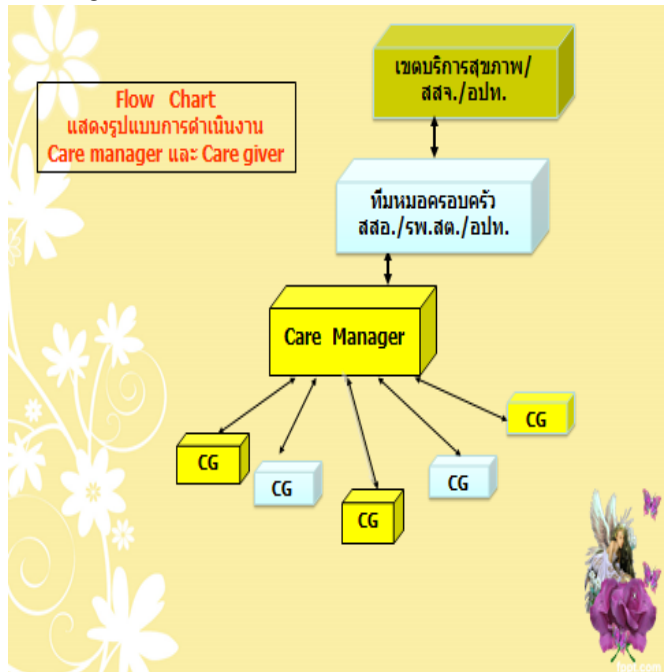 Flow Chart
แสดงรูปแบบการดำเนินงาน
Care manager และ Care giver
เขตบริการสุขภาพ/
สสจ./อปท.
ทีมหมอครอบครัว
สสอ./รพ.สต./อปท.
Care Manager
CG
CG
CG
CG
CG